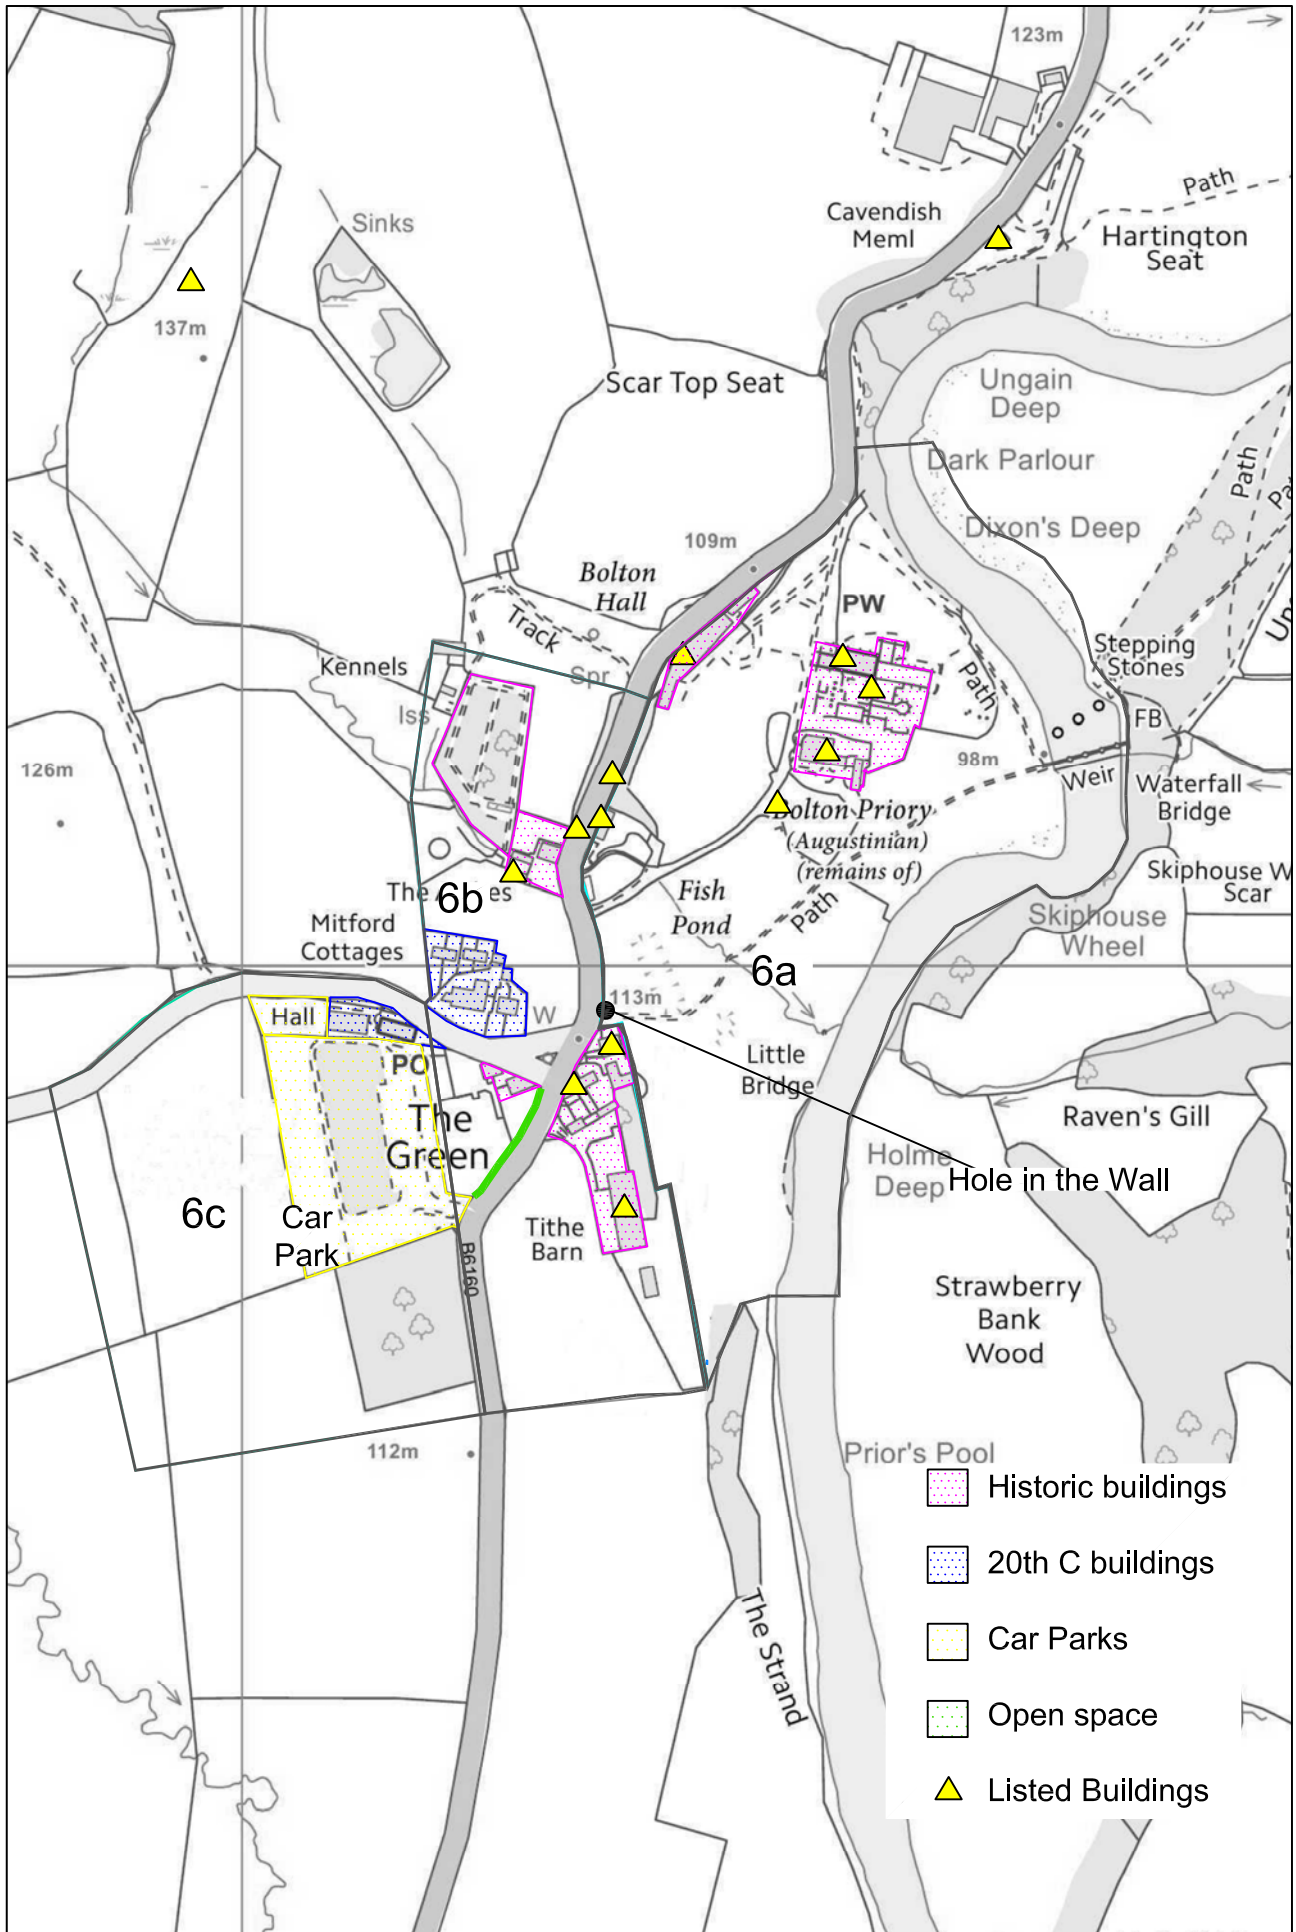 123m
Path
Cavendish
Meml
Hartington
Seat
Sinks
137m
Ungain
Deep
Scar Top Seat
Dark Parlour
Path
Dixon's Deep
109m
Bolton
Hall
PW
Track
Stepping
Stones
Kennels
Spr
Path
Iss
FB
126m
98m
Weir
Waterfall
Bridge
Bolton Priory
(Augustinian)
(remains of)
Skiphouse W
Scar
The
6b
Fish
Pond
Path
Mitford
Cottages
Skiphouse
Wheel
6a
113m
Hall
W
PO
Little
Bridge
The
Green
Raven's Gill
Holme
Deep
Hole in the Wall
6c
Car
Park
Tithe
Barn
B6160
Strawberry
Bank
Wood
112m
Prior's Pool
Historic buildings
20th C buildings
The Strand
Car Parks
Open space
Listed Buildings